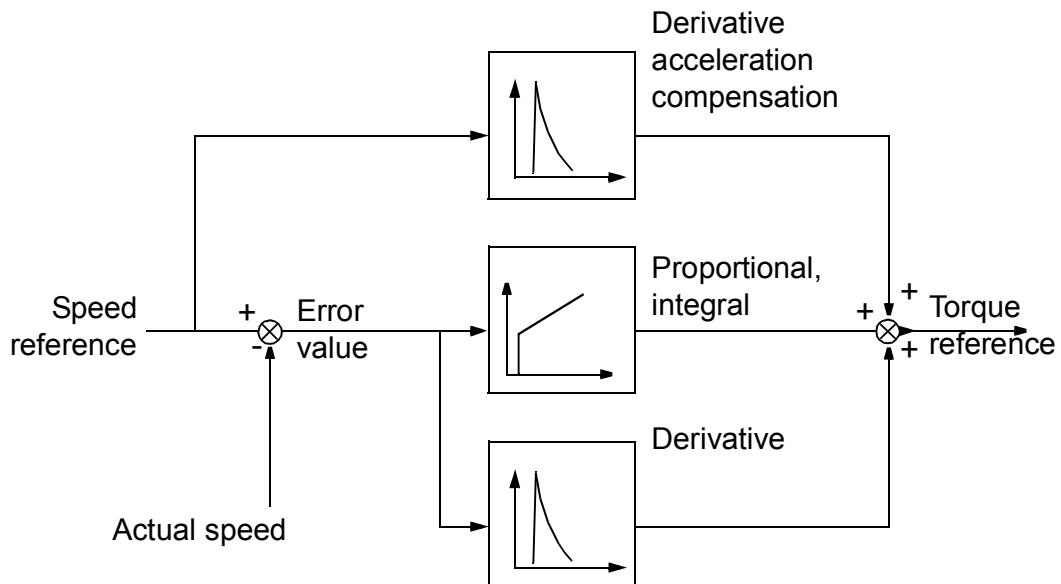 Derivative
acceleration
compensation
Proportional,
integral
Speed
reference
+
-
Error
value
+
+
+
Torque
reference
Derivative
Actual speed